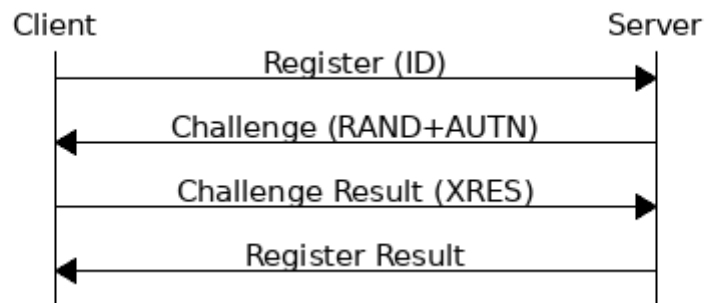 Client Server
Register (ID)
Challenge (RAND+AUTN)
Challenge Result (XRES)
Register Result